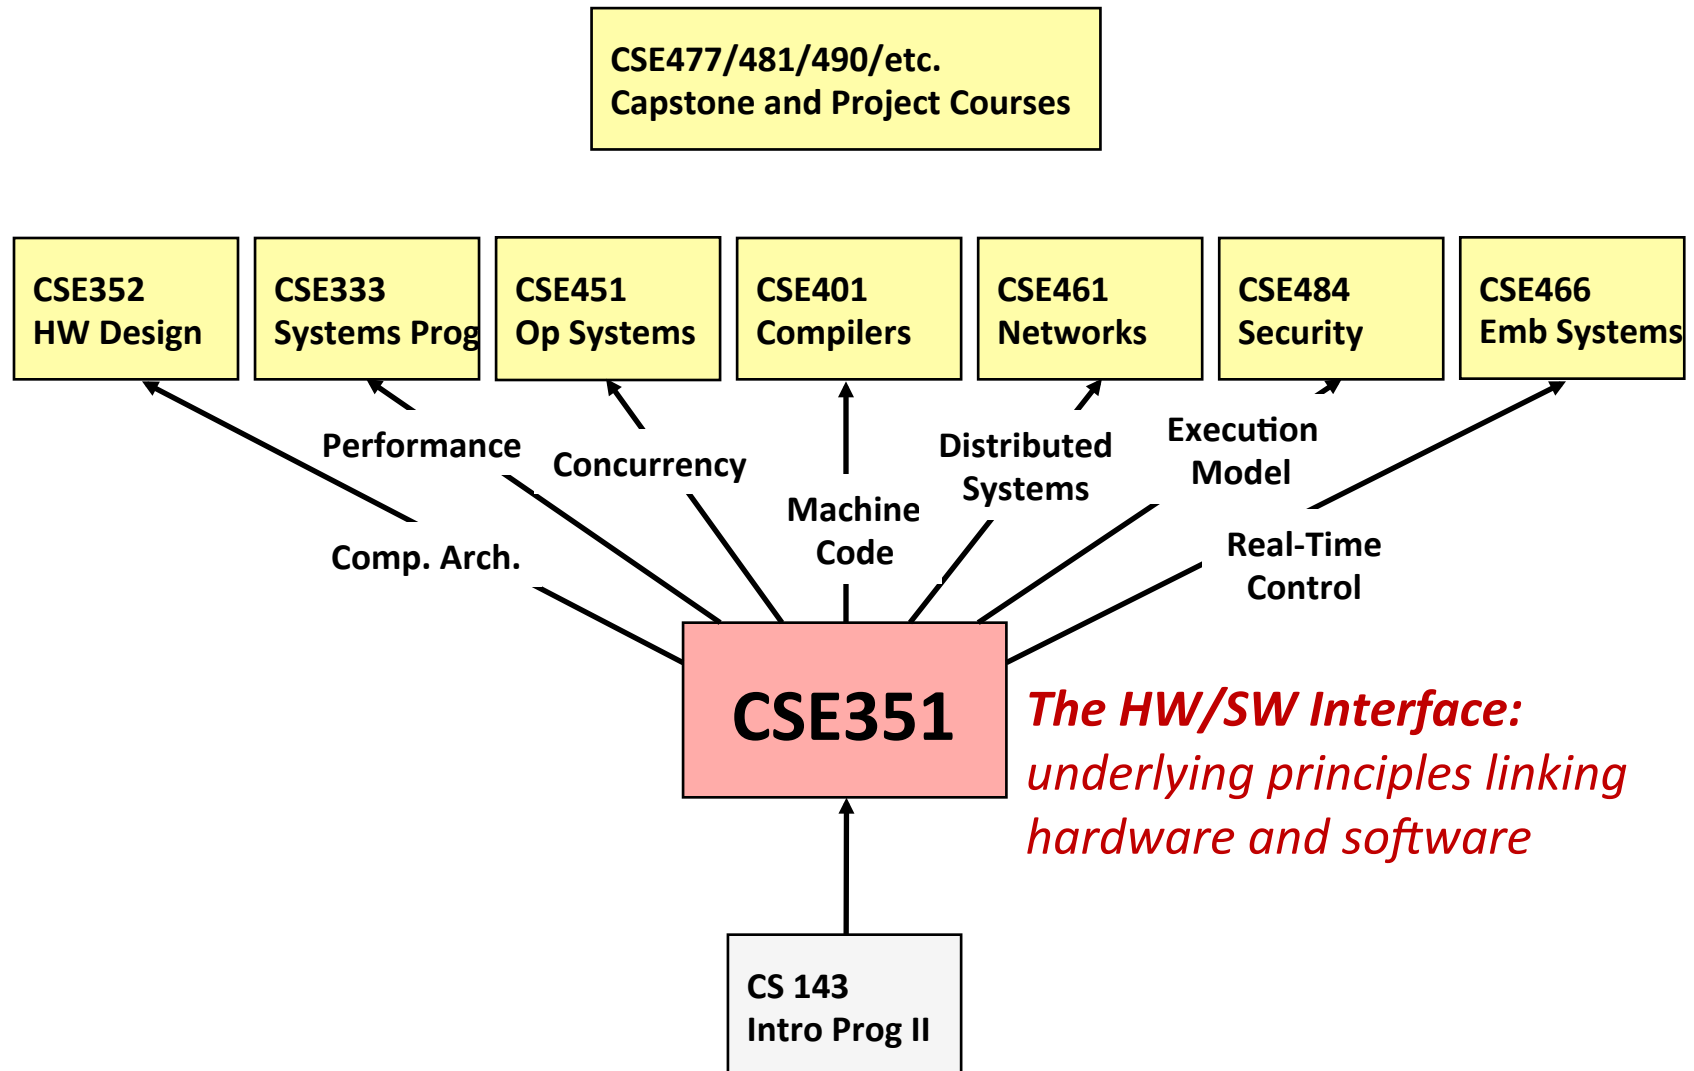 CSE477/481/490/etc.
Capstone and Project Courses
CSE352
HW Design
CSE333
Systems Prog
CSE451
Op Systems
CSE401
Compilers
CSE461
Networks
CSE484
Security
CSE466
Emb Systems
Performance
Concurrency
Distributed
Systems
Execution
Model
Machine
Code
Comp. Arch.
Real-Time
Control
CSE351
The HW/SW Interface:
underlying principles linking
hardware and software
CS 143
Intro Prog II